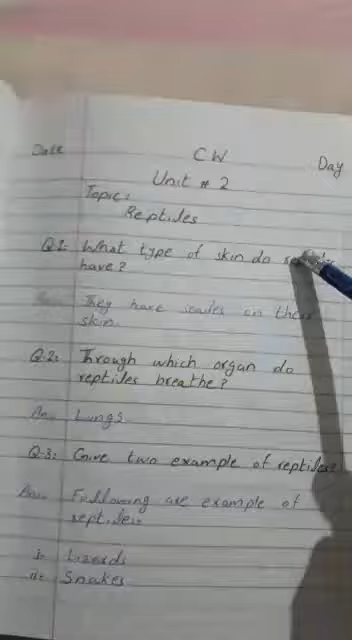 Date CW Day
Unit # 2
Topic:
Reptiles
Q1: What type of skin do
have?
They have scales on their
skin.
Q.2: Through which organ do
reptiles breathe?
Ans Lungs
Q.3: Give two example of reptiles?
Ans. Following are example of
reptiles.
i: Lizards
ii: Snakes